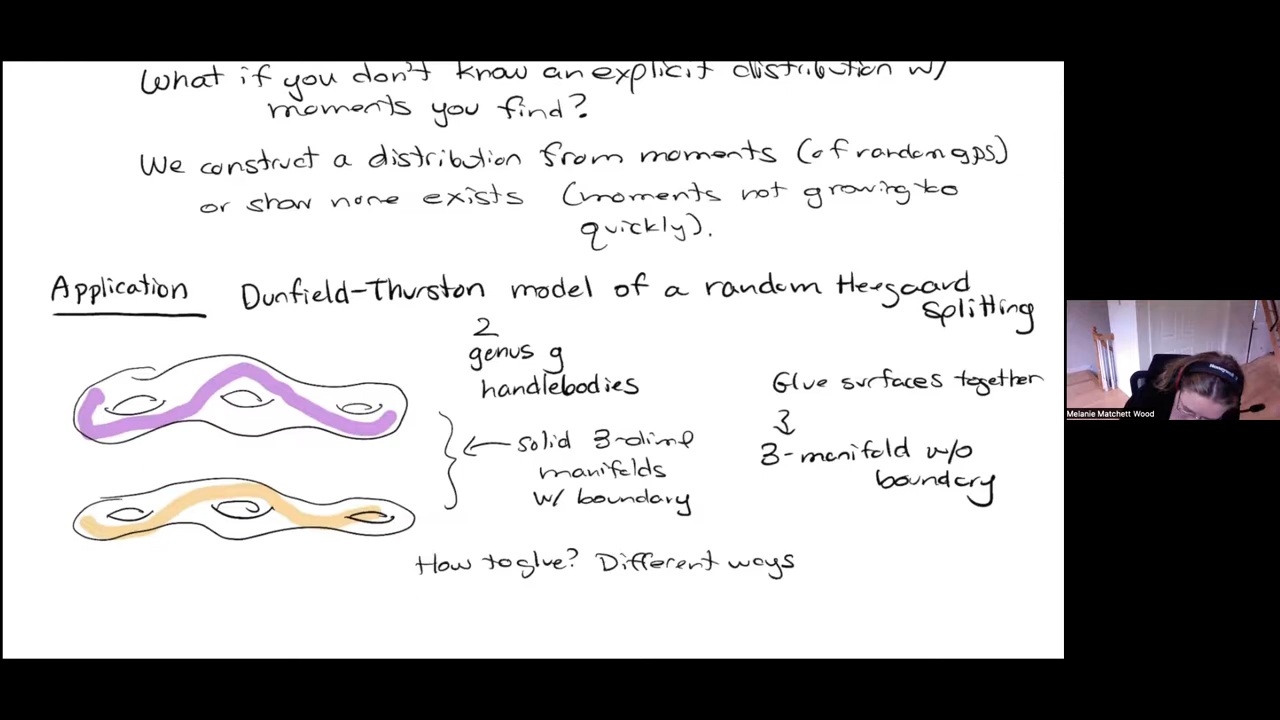 What if you don't know an explicit distribution w/
moments you find?
We construct a distribution from moments (of random gps)
or show none exists (moments not growing too
quickly).
Application Dunfield-Thurston model of a random Heegaard
splitting
2
genus g
handlebodies
Glue surfaces together
solid 3-diml
manifolds
w/ boundary
3-manifold w/o
boundary
How to glue? Different ways
Melanie Matchett Wood